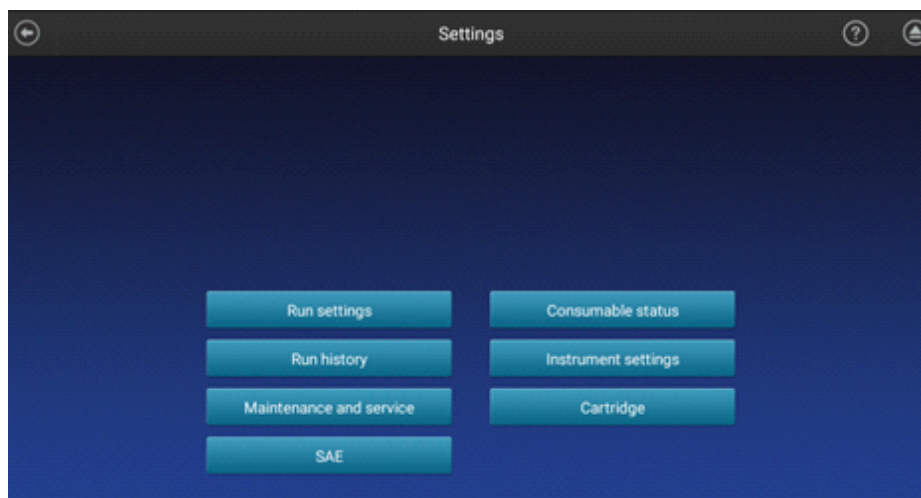 Settings
?
Run settings
Consumable status
Run history
Instrument settings
Maintenance and service
Cartridge
SAE